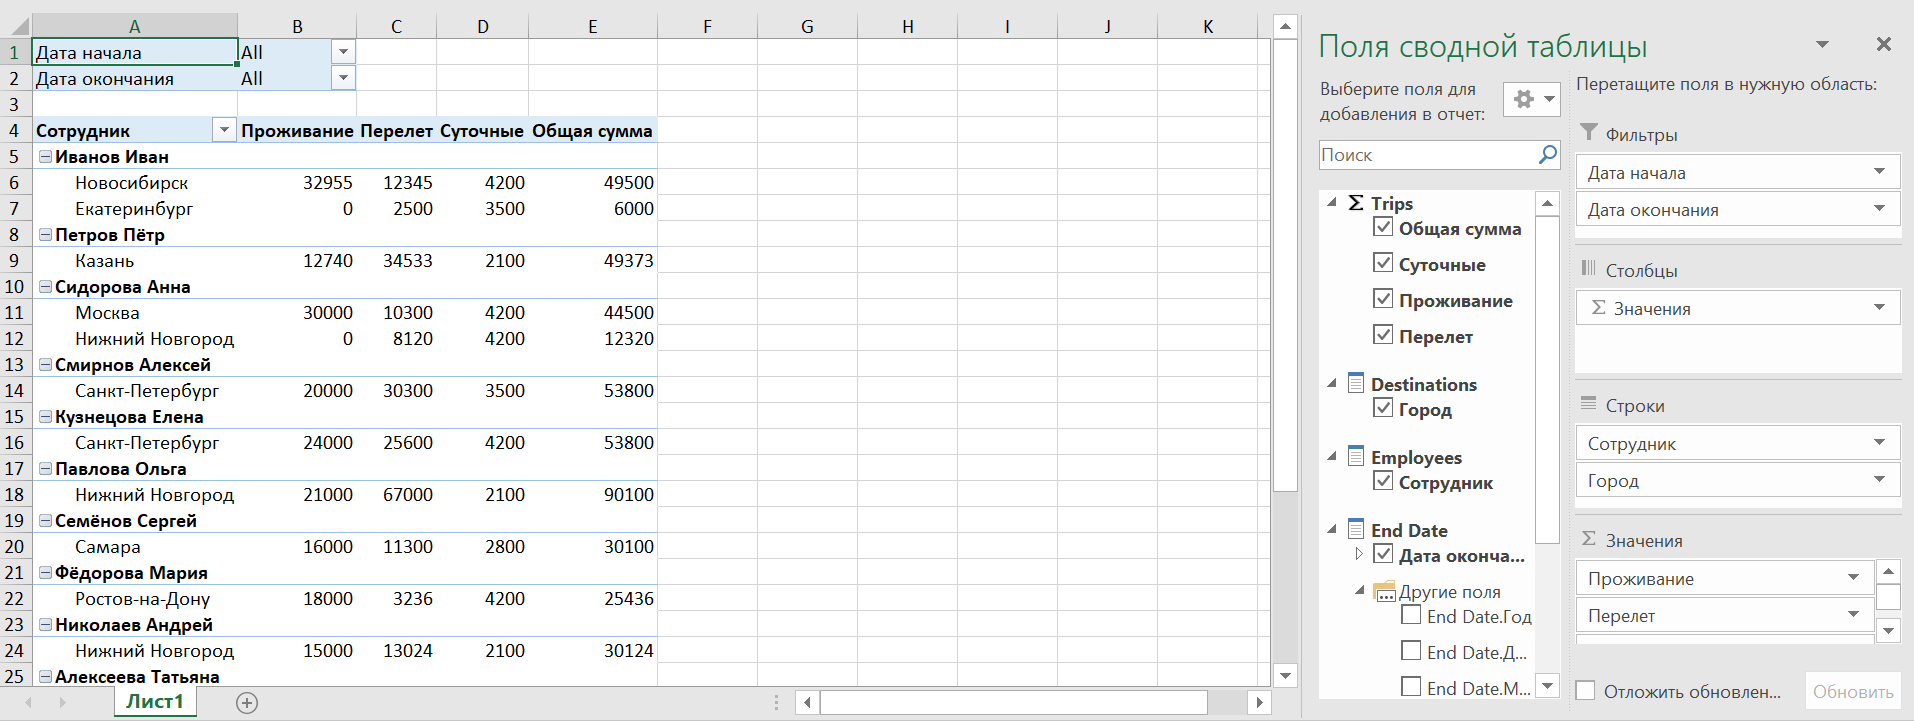 A B C D E F G H I J K
1 Дата начала All
2 Дата окончания All
3
4 Сотрудник Проживание Перелет Суточные Общая сумма
5 Иванов Иван
6 Новосибирск 32955 12345 4200 49500
7 Екатеринбург 0 2500 3500 6000
8 Петров Пётр
9 Казань 12740 34533 2100 49373
10 Сидорова Анна
11 Москва 30000 10300 4200 44500
12 Нижний Новгород 0 8120 4200 12320
13 Смирнов Алексей
14 Санкт-Петербург 20000 30300 3500 53800
15 Кузнецова Елена
16 Санкт-Петербург 24000 25600 4200 53800
17 Павлова Ольга
18 Нижний Новгород 21000 67000 2100 90100
19 Семёнов Сергей
20 Самара 16000 11300 2800 30100
21 Фёдорова Мария
22 Ростов-на-Дону 18000 3236 4200 25436
23 Николаев Андрей
24 Нижний Новгород 15000 13024 2100 30124
25 Алексеева Татьяна
Лист1
Поля сводной таблицы
Выберите поля для
добавления в отчет:
Поиск
Σ Trips
Общая сумма
Суточные
Проживание
Перелет
Destinations
Город
Employees
Сотрудник
End Date
Дата оконча...
Другие поля
End Date.Год
End Date.Д...
End Date.М...
Перетащите поля в нужную область:
Фильтры
Дата начала
Дата окончания
Столбцы
Σ Значения
Строки
Сотрудник
Город
Σ Значения
Проживание
Перелет
Отложить обновлен...
Обновить